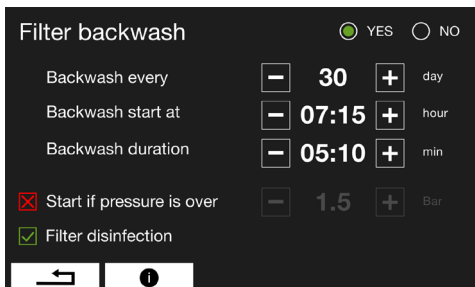 Filter backwash YES NO
Backwash every − 30 + day
Backwash start at − 07:15 + hour
Backwash duration − 05:10 + min
Start if pressure is over − 1.5 + Bar
Filter disinfection
i